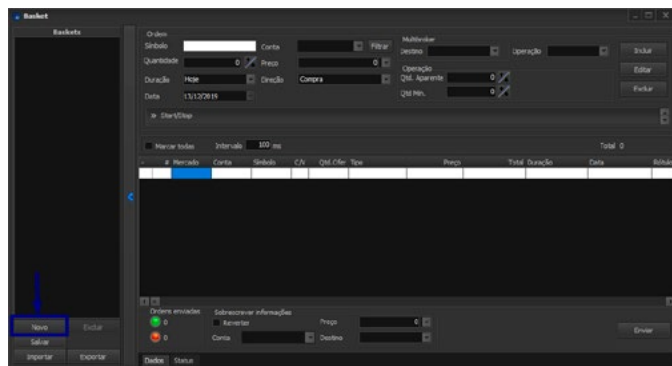 Basket
Baskets
Ordem
Símbolo
Conta
Filtrar
Quantidade 0
Preço 0
Duração Hoje
Direção Compra
Data 13/12/2019
Multibroker
Destino
Operação
Operação
Qtd. Aparente 0
Qtd Mín. 0
Incluir
Editar
Excluir
» Start/Stop
Marcar todas
Intervalo 100 ms
Total 0
# Mercado Conta Símbolo C/V Qtd.Ofer Tipo Preço Total Duração Data Rótulo
Novo Excluir
Salvar
Importar Exportar
Ordens enviadas
0
0
Sobrescrever informações
Reverter
Preço 0
Conta
Destino
Enviar
Dados Status